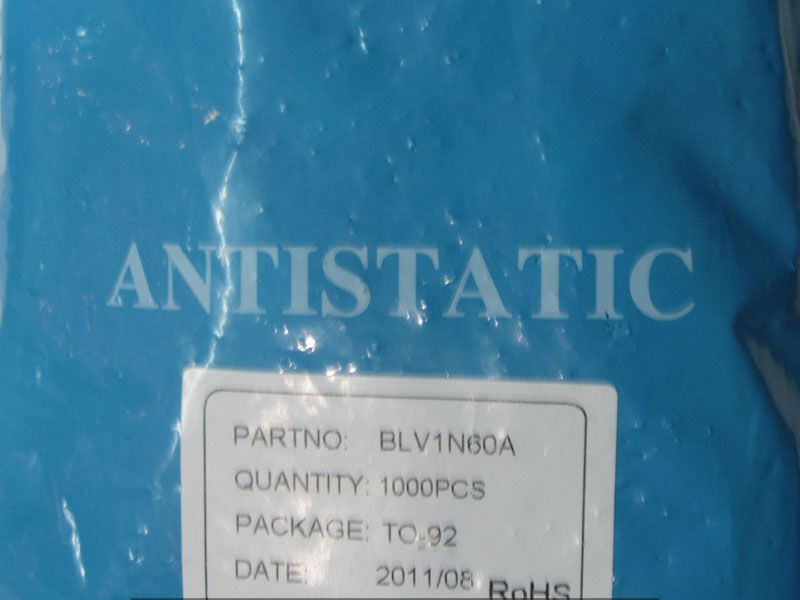 ANTISTATIC
PARTNO: BLV1N60A
QUANTITY: 1000PCS
PACKAGE: TO-92
DATE: 2011/08 RoHS